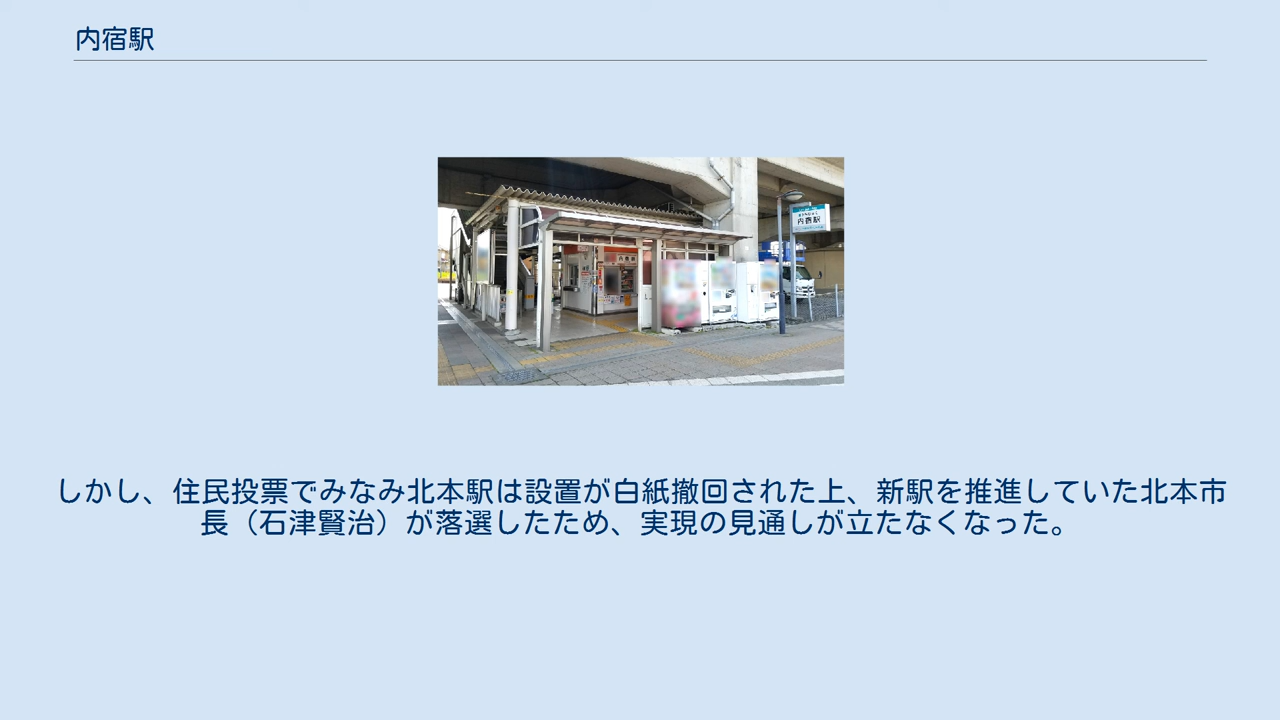 内宿駅
内宿駅
しかし、住民投票でみなみ北本駅は設置が白紙撤回された上、新駅を推進していた北本市
長（石津賢治）が落選したため、実現の見通しが立たなくなった。